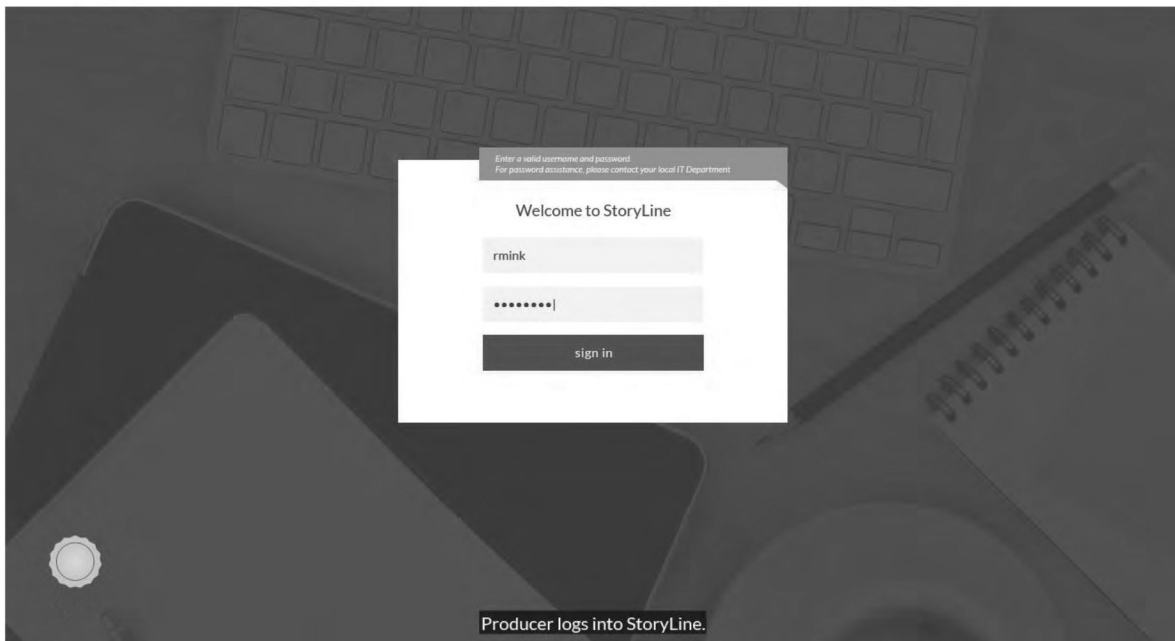 Enter a valid username and password
For password assistance, please contact your local IT Department
Welcome to StoryLine
rmink
••••••••
sign in
Producer logs into StoryLine.